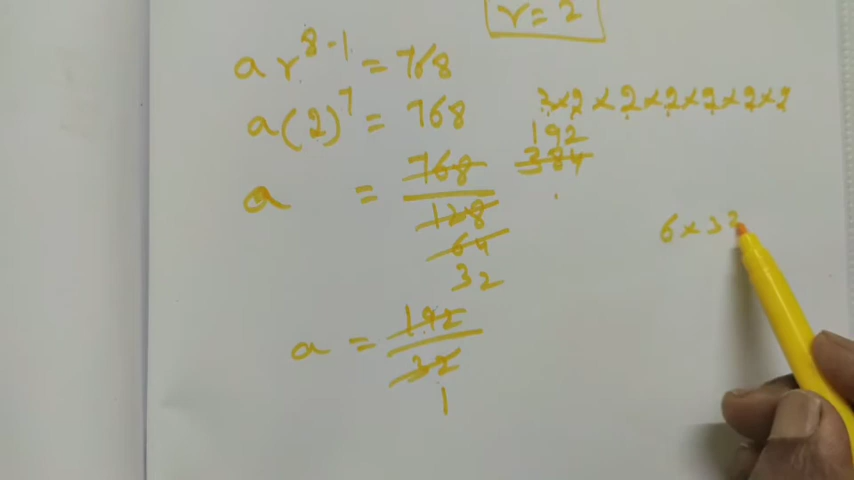 r = 2
a r^8-1 = 768
a (2)^7 = 768
3×2×2×2×2×2×2
a = 768/128 192
384
64
32
6×32
a = 192/32
1